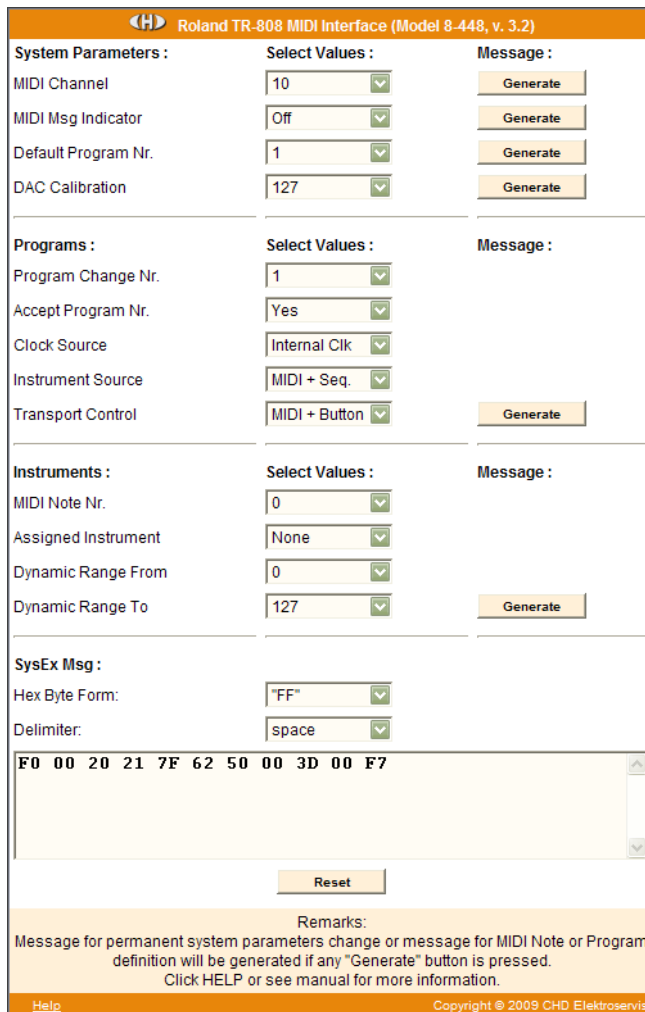 CHD Roland TR-808 MIDI Interface (Model 8-448, v. 3.2)
System Parameters : Select Values : Message :
MIDI Channel 10 Generate
MIDI Msg Indicator Off Generate
Default Program Nr. 1 Generate
DAC Calibration 127 Generate
Programs : Select Values : Message :
Program Change Nr. 1
Accept Program Nr. Yes
Clock Source Internal Clk
Instrument Source MIDI + Seq.
Transport Control MIDI + Button Generate
Instruments : Select Values : Message :
MIDI Note Nr. 0
Assigned Instrument None
Dynamic Range From 0
Dynamic Range To 127 Generate
SysEx Msg :
Hex Byte Form: "FF"
Delimiter: space
F0 00 20 21 7F 62 50 00 3D 00 F7
Reset
Remarks:
Message for permanent system parameters change or message for MIDI Note or Program
definition will be generated if any "Generate" button is pressed.
Click HELP or see manual for more information.
Help Copyright © 2009 CHD Elektroservis